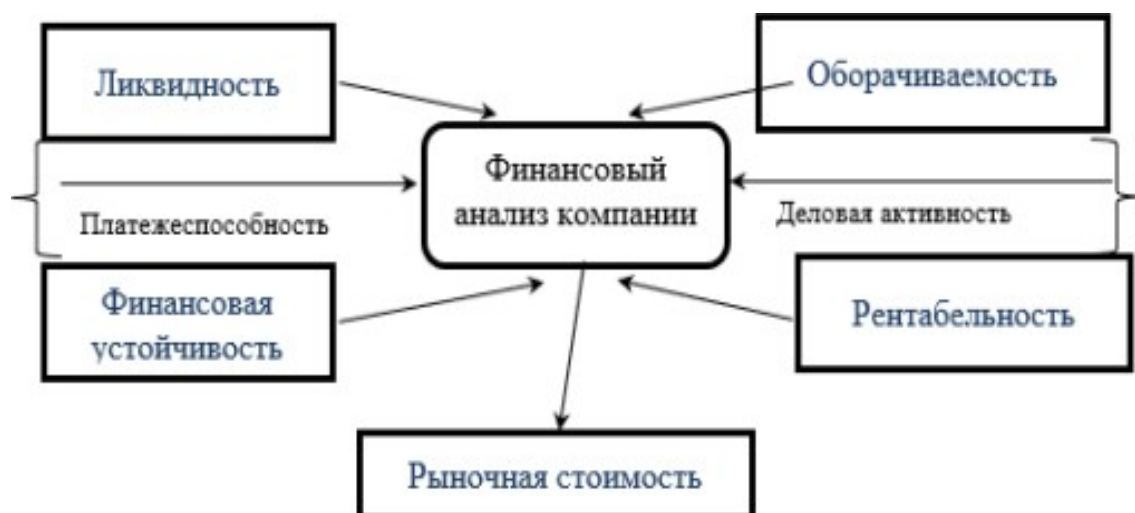 Ликвидность
Оборачиваемость
Финансовый
анализ компании
Платежеспособность
Деловая активность
Финансовая
устойчивость
Рентабельность
Рыночная стоимость